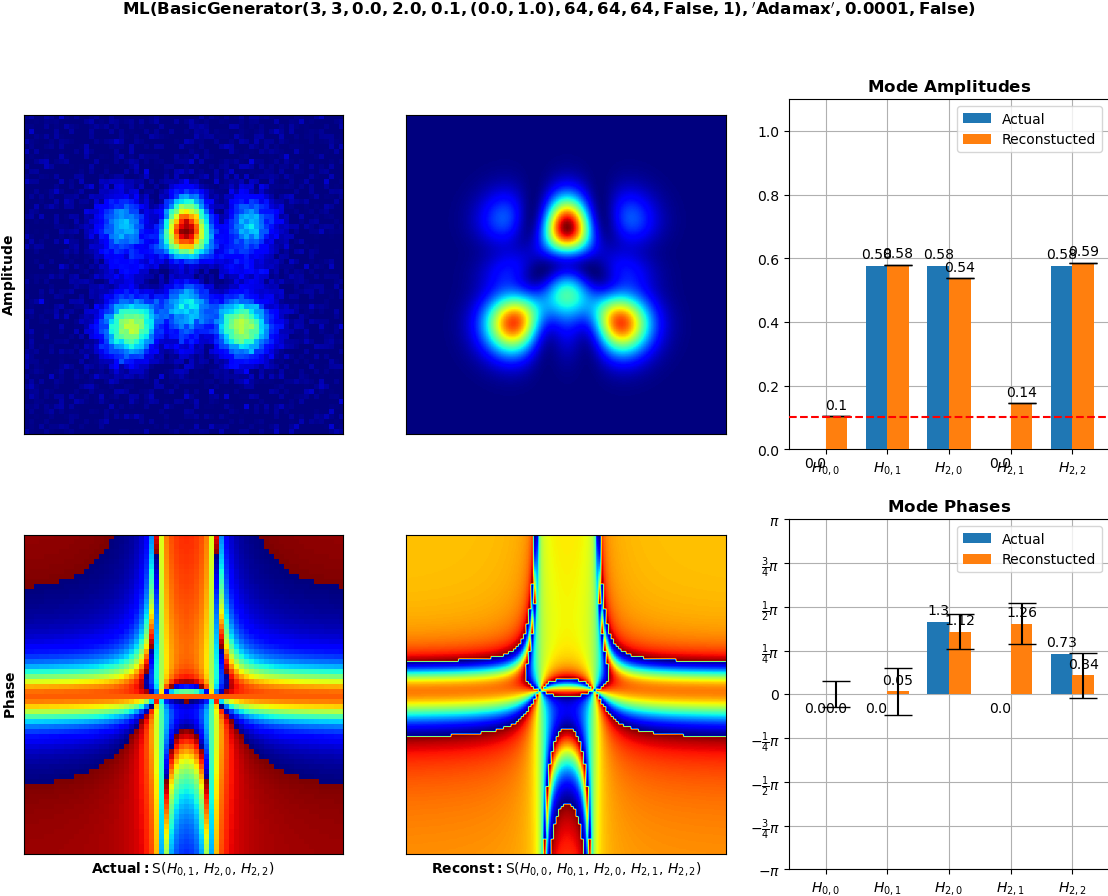 ML(BasicGenerator(3, 3, 0.0, 2.0, 0.1, (0.0, 1.0), 64, 64, 64, False, 1), 'Adamax', 0.0001, False)
Amplitude
Mode Amplitudes
Actual
Reconstucted
1.0
0.8
0.6
0.4
0.2
0.0
0.0
0.1
0.58
0.58
0.58
0.54
0.0
0.14
0.58
0.59
H0,0
H0,1
H2,0
H2,1
H2,2
Phase
Actual: S(H0,1, H2,0, H2,2)
Reconst: S(H0,0, H0,1, H2,0, H2,1, H2,2)
Mode Phases
Actual
Reconstucted
π
3/4π
1/2π
1/4π
0
−1/4π
−1/2π
−3/4π
−π
0.0
0.0
0.05
1.3
1.12
0.0
1.26
0.73
0.34
H0,0
H0,1
H2,0
H2,1
H2,2